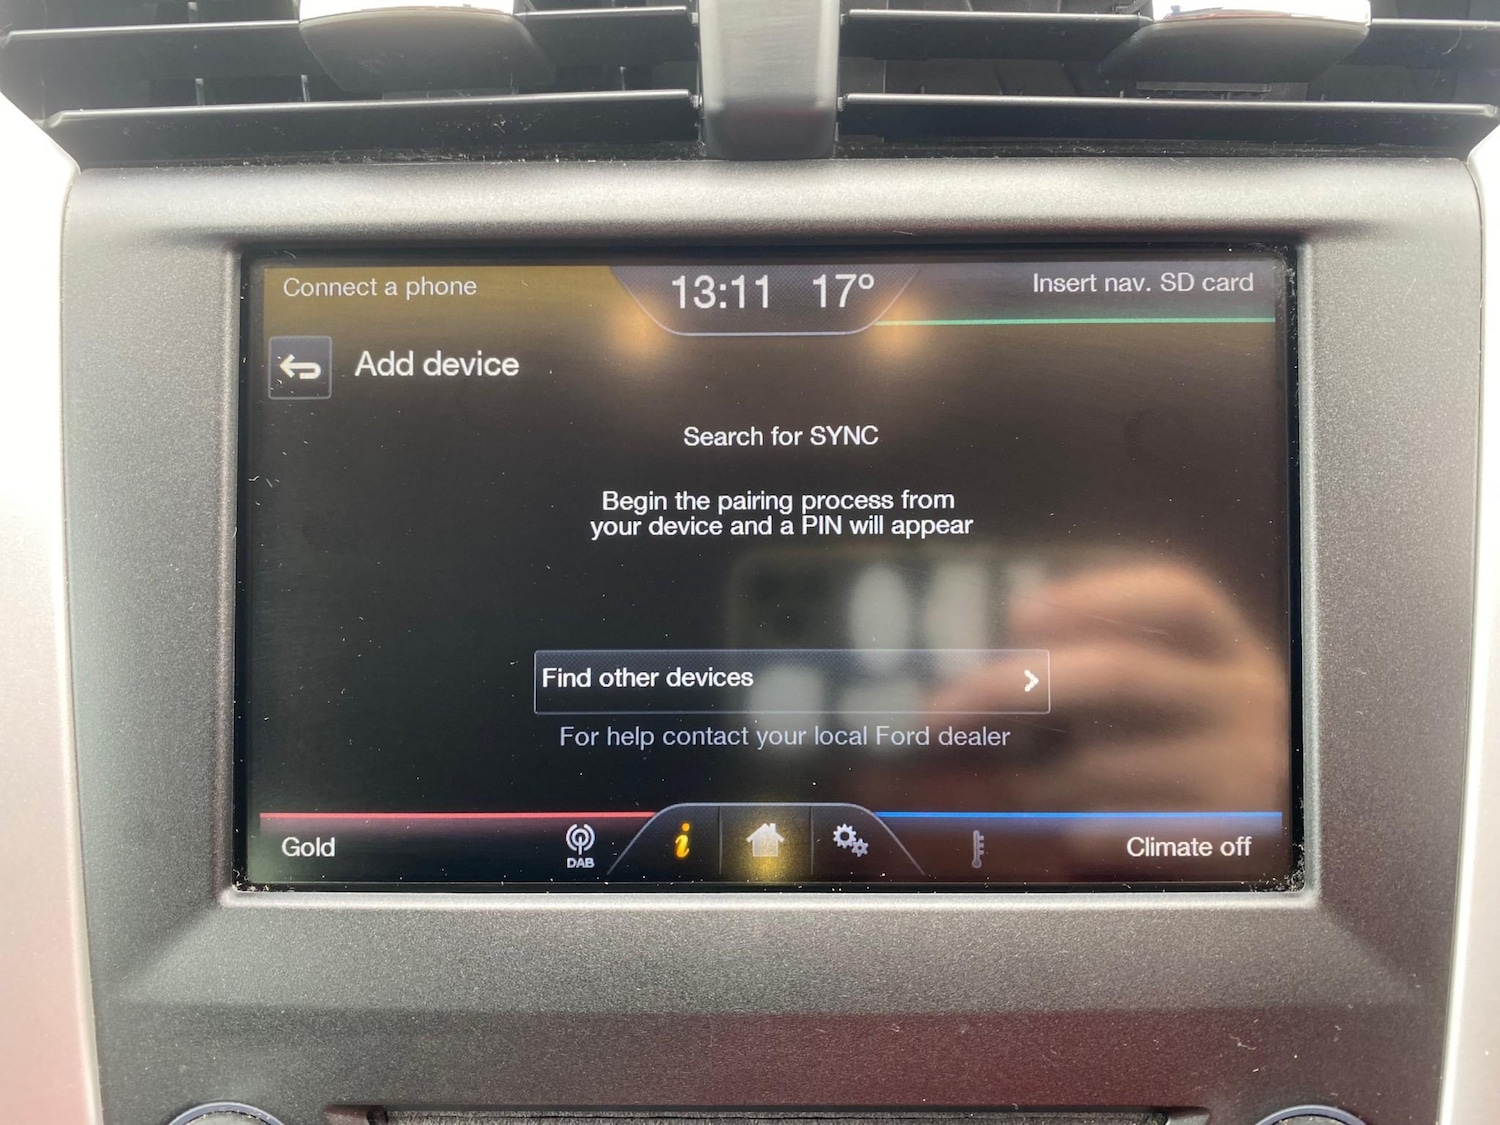 Connect a phone
13:11 17º
Insert nav. SD card
Add device
Search for SYNC
Begin the pairing process from
your device and a PIN will appear
Find other devices
For help contact your local Ford dealer
Gold
DAB
i
Climate off